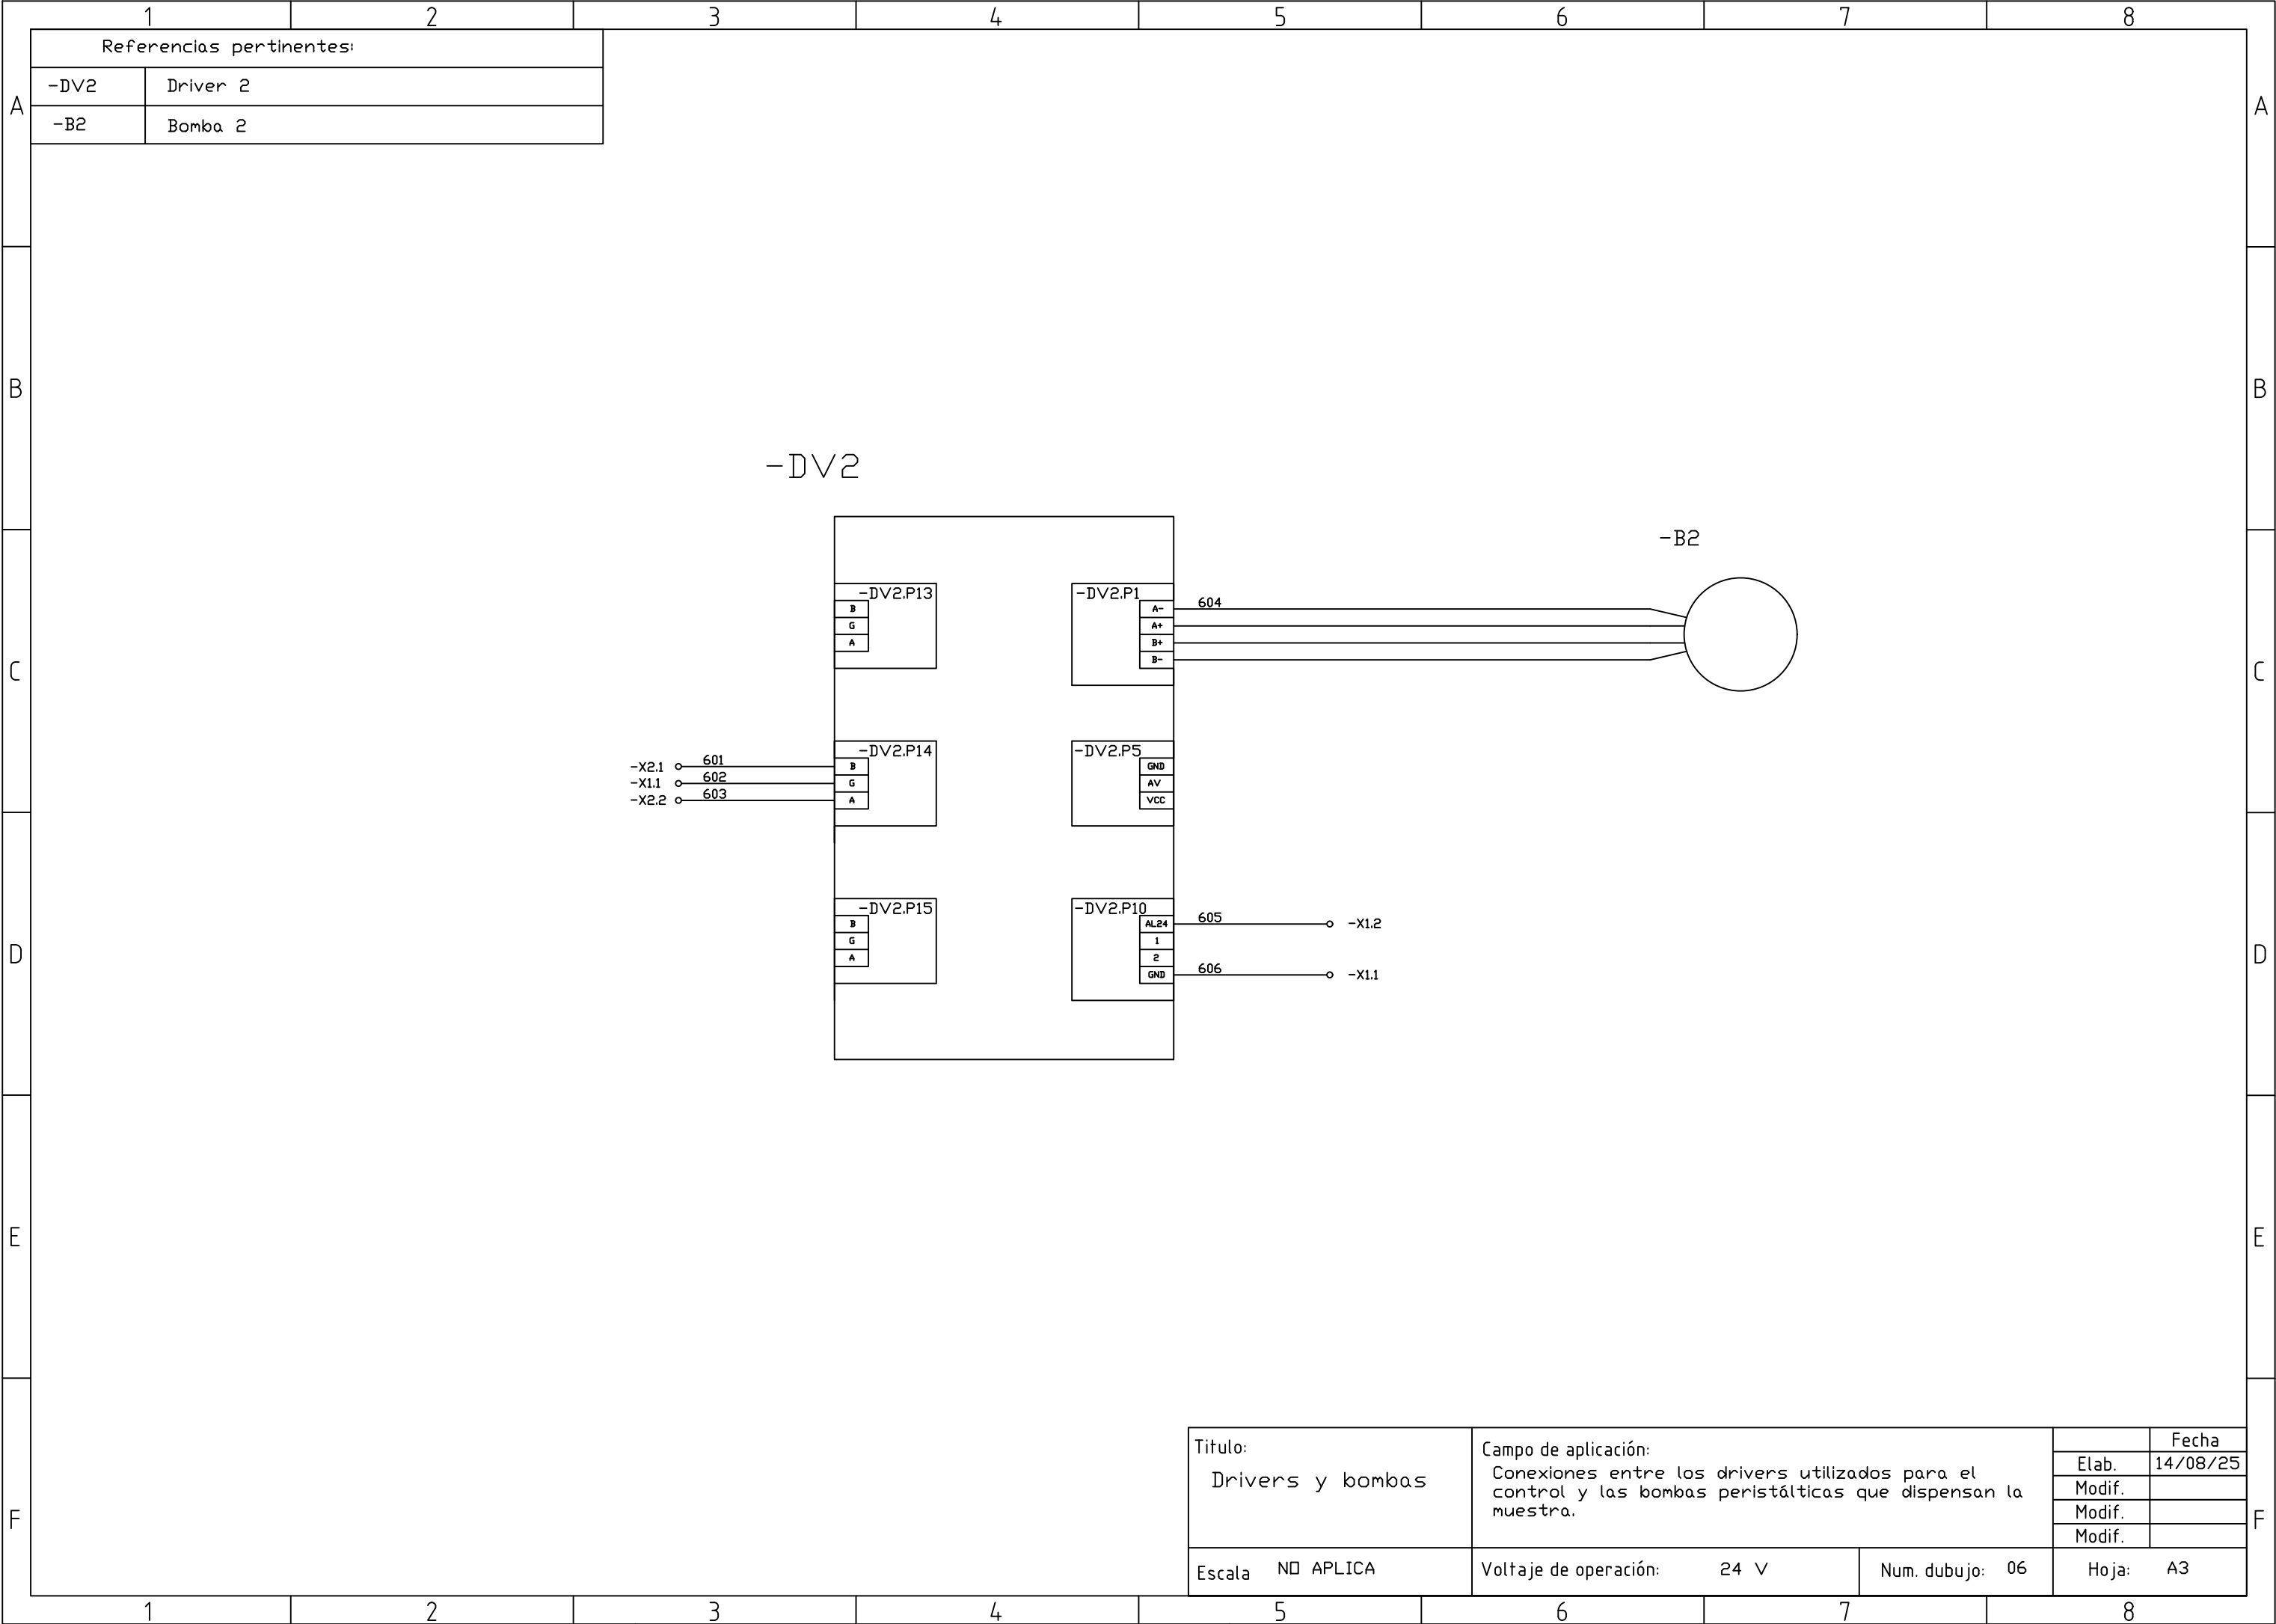 1 2 3 4 5 6 7 8
Referencias pertinentes:
-DV2 Driver 2
-B2 Bomba 2
A A
B B
-DV2
-B2
-DV2.P13 -DV2.P1
B A- 604
G A+
A B+
B-
C C
-DV2.P14 -DV2.P5
-X2.1 601 B GND
-X1.1 602 G AV
-X2.2 603 A VCC
-DV2.P15 -DV2.P10
B AL24 605 -X1.2
G 1
A 2
GND 606 -X1.1
D D
E E
Titulo:
Drivers y bombas
Campo de aplicación:
Conexiones entre los drivers utilizados para el
control y las bombas peristálticas que dispensan la
muestra.
Fecha
Elab. 14/08/25
Modif.
Modif.
Modif.
F F
Escala NO APLICA
Voltaje de operación: 24 V
Num. dubujo: 06
Hoja: A3
1 2 3 4 5 6 7 8